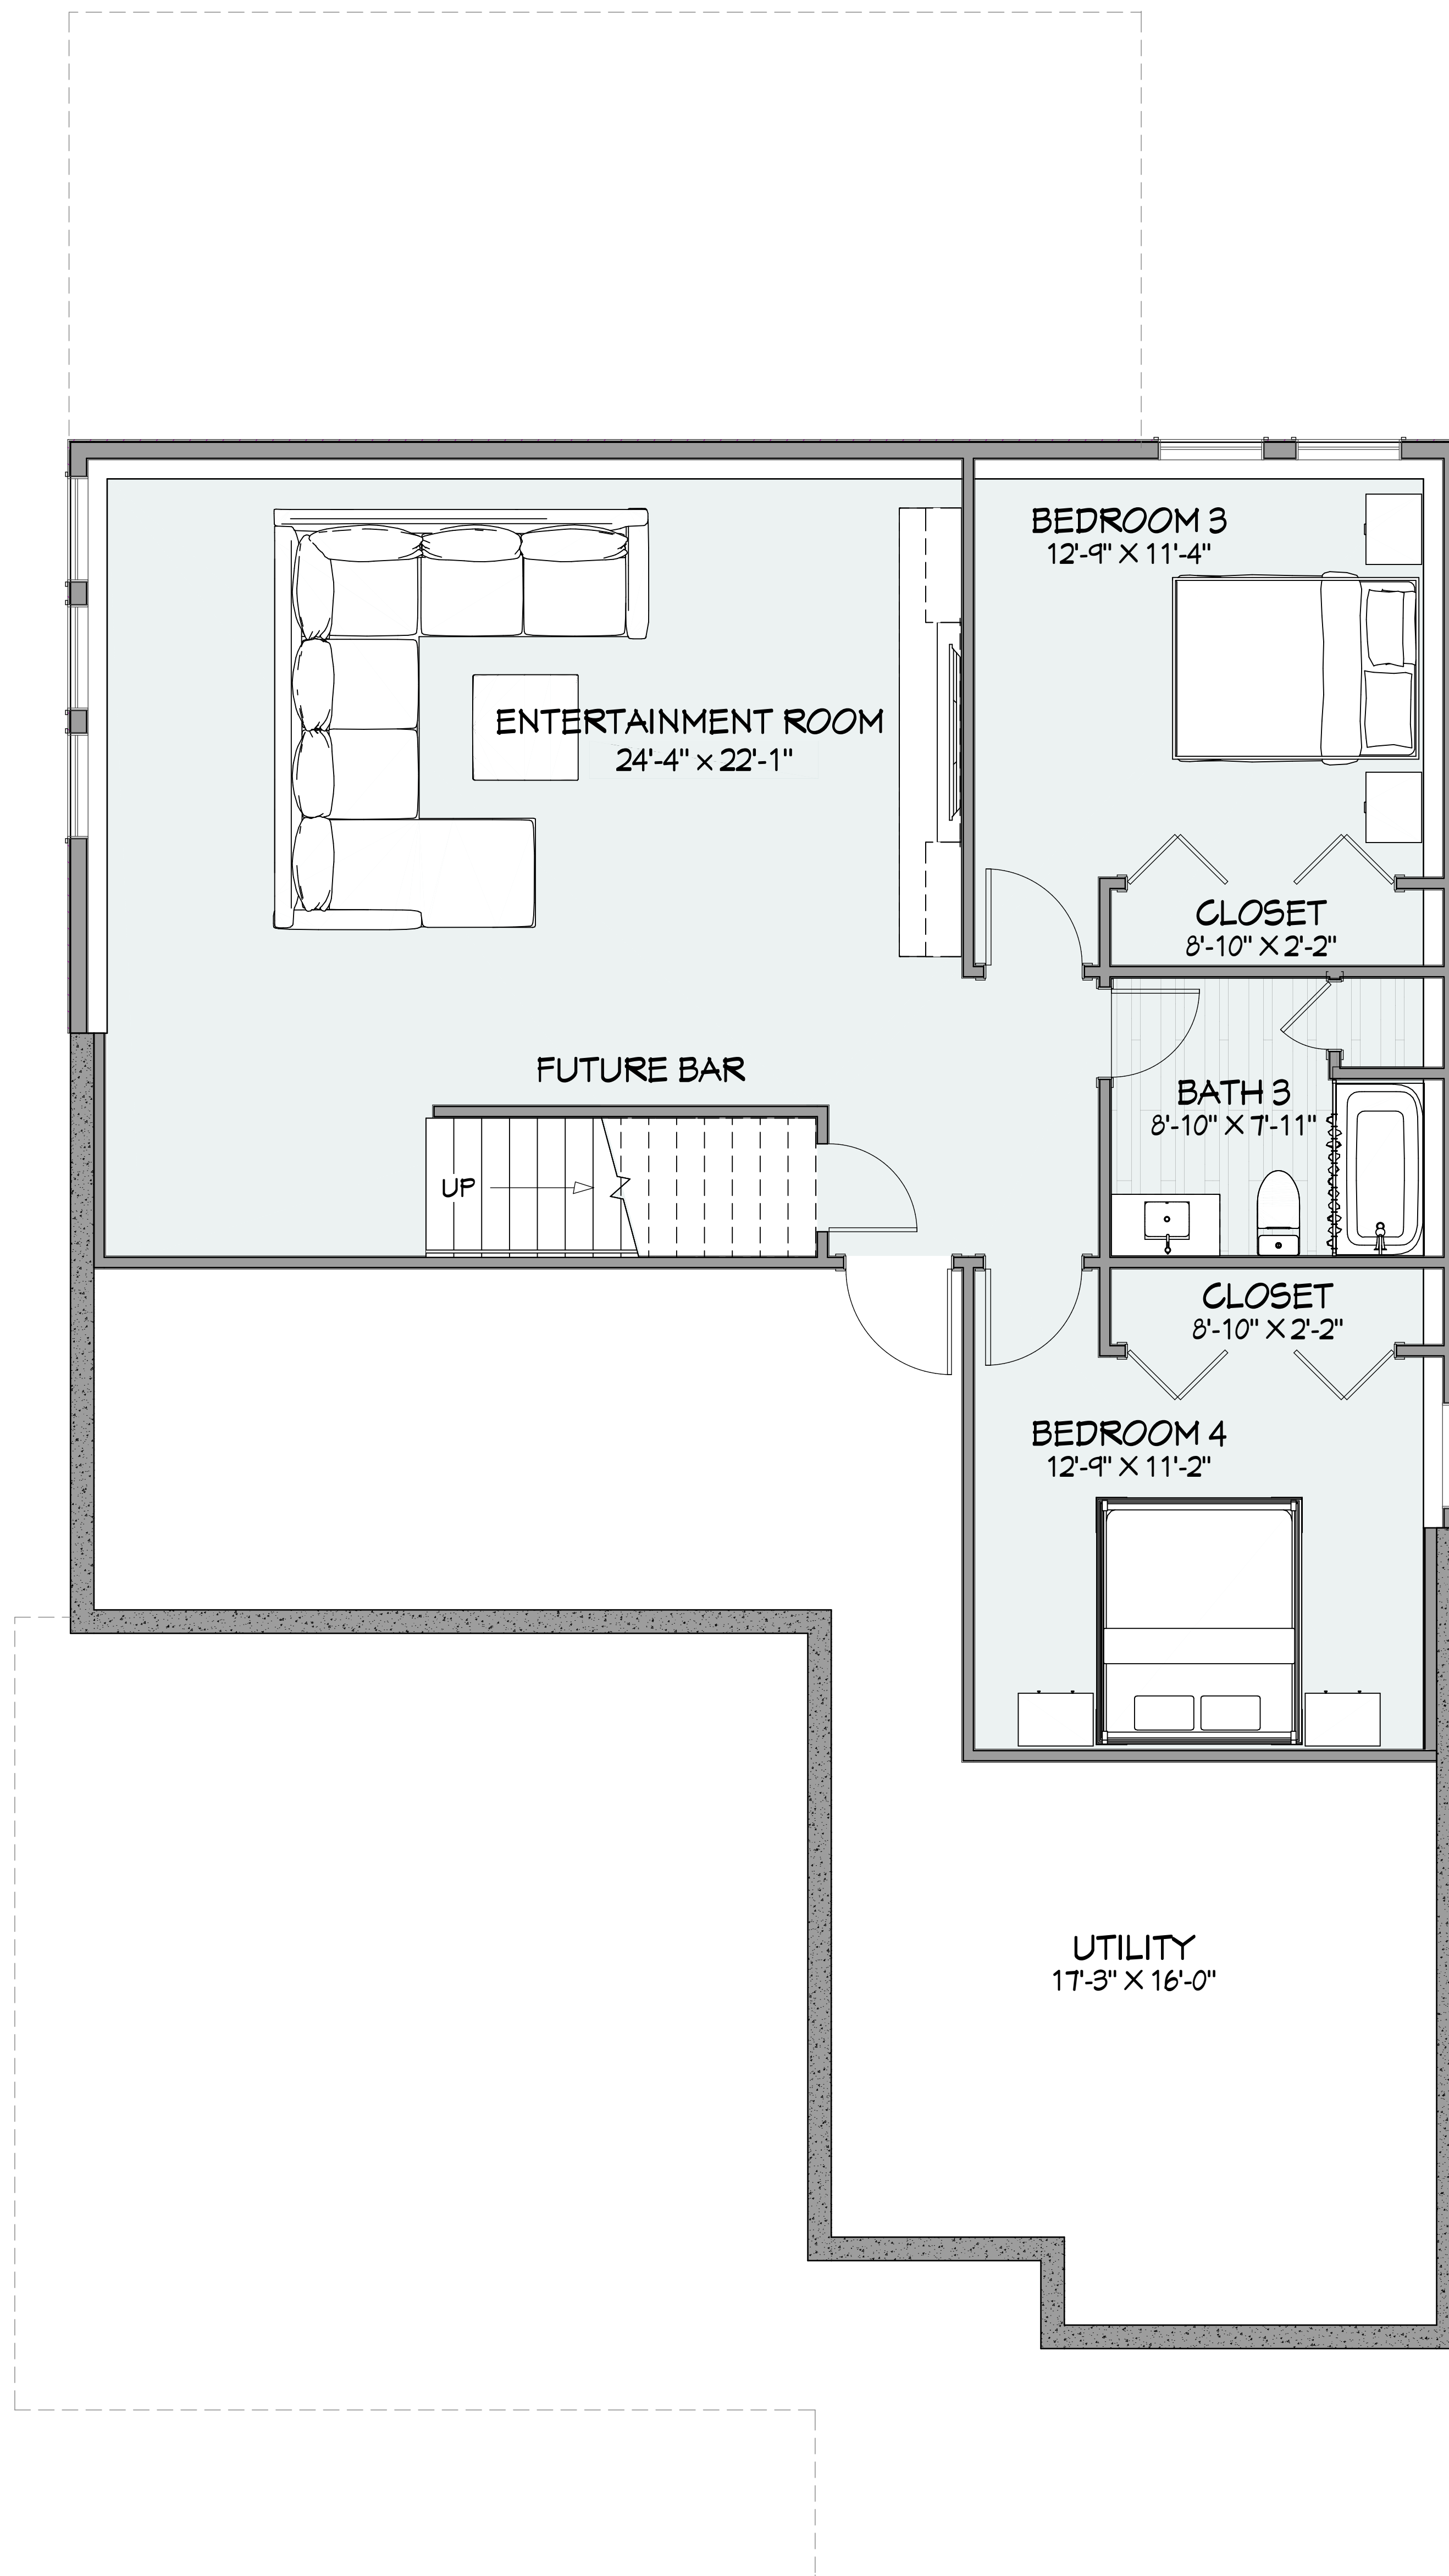 BEDROOM 3
12'-9" X 11'-4"
ENTERTAINMENT ROOM
24'-4" x 22'-1"
CLOSET
8'-10" X 2'-2"
FUTURE BAR
BATH 3
8'-10" X 7'-11"
UP
CLOSET
8'-10" X 2'-2"
BEDROOM 4
12'-9" X 11'-2"
UTILITY
17'-3" X 16'-0"